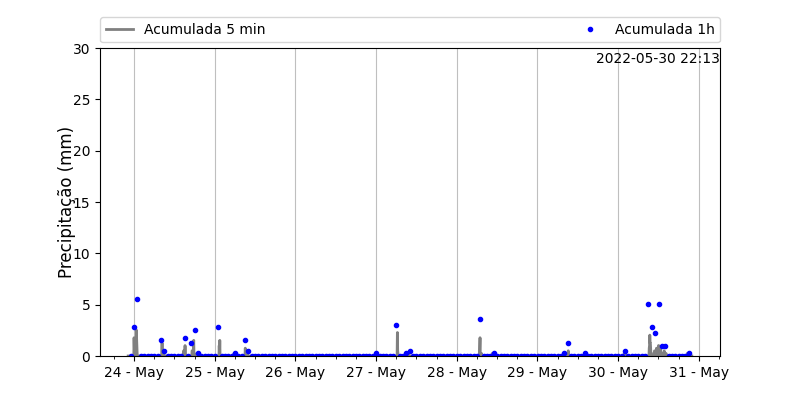 Acumulada 5 min
Acumulada 1h
2022-05-30 22:13
Precipitação (mm)
30
25
20
15
10
5
0
24 - May
25 - May
26 - May
27 - May
28 - May
29 - May
30 - May
31 - May